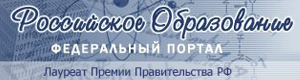 Российское Образование
ФЕДЕРАЛЬНЫЙ ПОРТАЛ
Лауреат Премии Правительства РФ